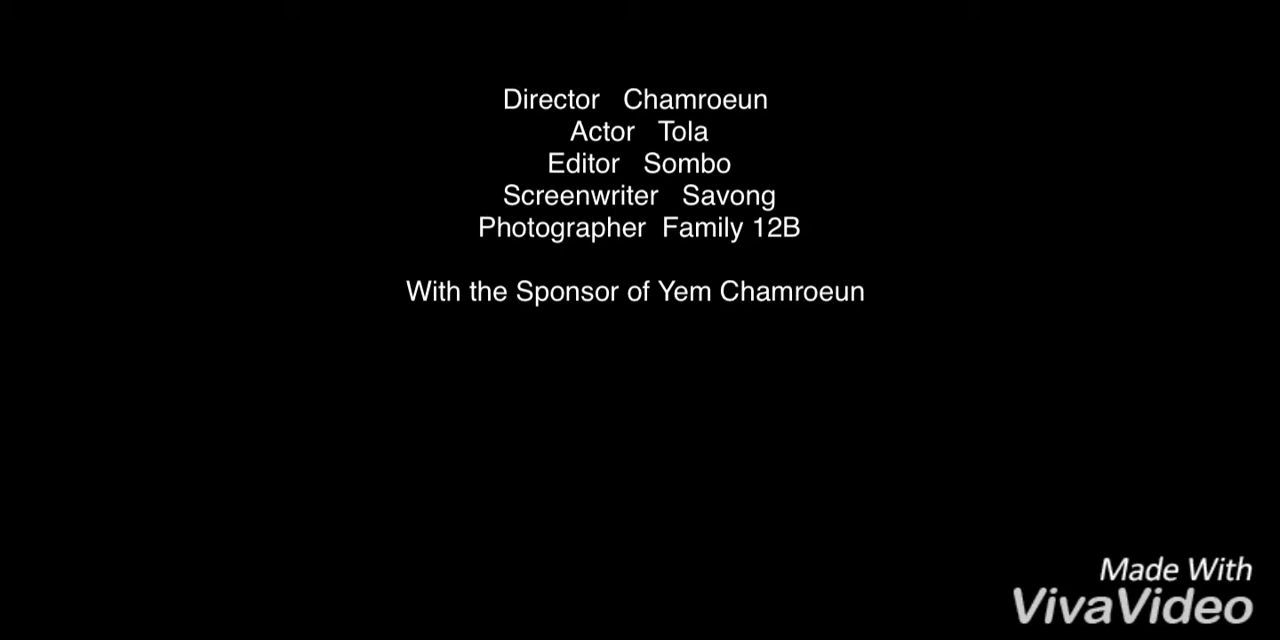 Director Chamroeun
Actor Tola
Editor Sombo
Screenwriter Savong
Photographer Family 12B
With the Sponsor of Yem Chamroeun
Made With
VivaVideo